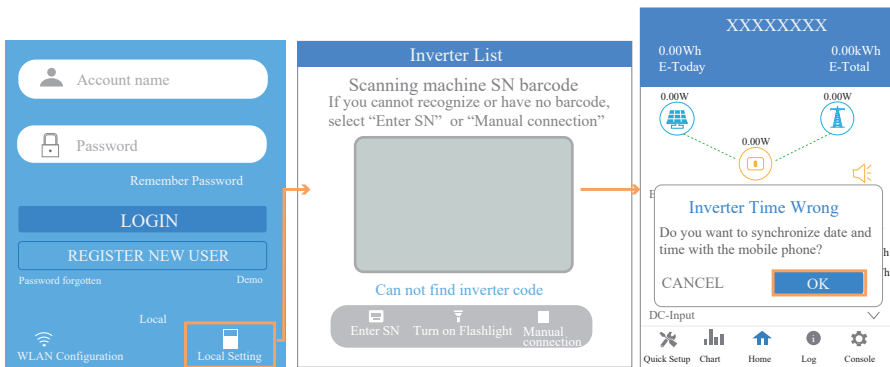 Account name
Password
Remember Password
LOGIN
REGISTER NEW USER
Password forgotten
Demo
Local
WLAN Configuration
Local Setting
Inverter List
Scanning machine SN barcode
If you cannot recognize or have no barcode,
select “Enter SN” or “Manual connection”
Can not find inverter code
Enter SN
Turn on Flashlight
Manual
connection
XXXXXXXX
0.00Wh
0.00kWh
E-Today
E-Total
0.00W
0.00W
0.00W
E
Inverter Time Wrong
Do you want to synchronize date and
time with the mobile phone?
h
h
CANCEL
OK
DC-Input
Quick Setup
Chart
Home
Log
Console